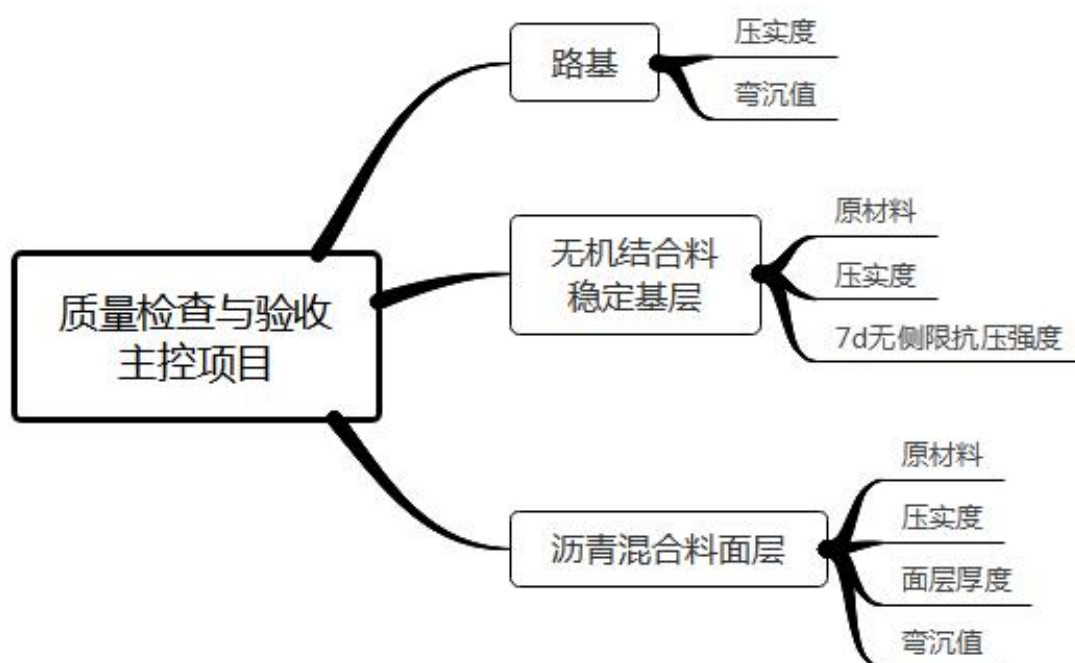 质量检查与验收
主控项目
路基
压实度
弯沉值
无机结合料
稳定基层
原材料
压实度
7d无侧限抗压强度
沥青混合料面层
原材料
压实度
面层厚度
弯沉值